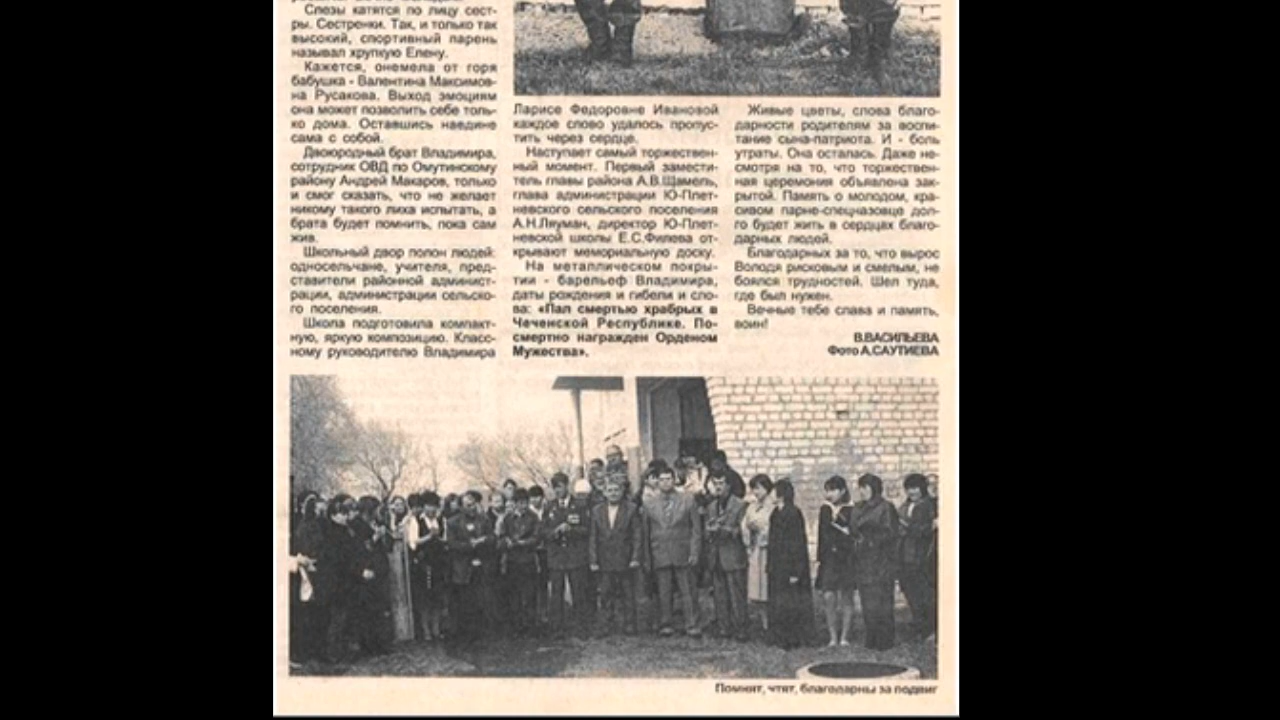 Слезы катятся по лицу сест-
ры. Сестренки. Так, и только так
высокий, спортивный парень
называл хрупкую Елену.
Кажется, онемела от горя
бабушка - Валентина Максимов-
на Русакова. Выход эмоциям
она может позволить себе толь-
ко дома. Оставшись наедине
сама с собой.
Двоюродный брат Владимира,
сотрудник ОВД по Омутинскому
району Андрей Макаров, только
и смог сказать, что не желает
никому такого лиха испытать, а
брата будет помнить, пока сам
жив.
Школьный двор полон людей:
односельчане, учителя, пред-
ставители районной админист-
рации, администрации сельско-
го поселения.
Школа подготовила компакт-
ную, яркую композицию. Класс-
ному руководителю Владимира
Ларисе Федоровне Ивановой
каждое слово удалось пропус-
тить через сердце.
Наступает самый торжествен-
ный момент. Первый замести-
тель главы района А.В.Щамель,
глава администрации Ю-Плет-
невского сельского поселения
А.Н.Ляуман, директор Ю-Плет-
невской школы Е.С.Филева от-
крывают мемориальную доску.
На металлическом покры-
тии - барельеф Владимира,
даты рождения и гибели и сло-
ва: «Пал смертью храбрых в
Чеченской Республике. По-
смертно награжден Орденом
Мужества».
Живые цветы, слова благо-
дарности родителям за воспи-
тание сына-патриота. И - боль
утраты. Она осталась. Даже не-
смотря на то, что торжествен-
ная церемония объявлена зак-
рытой. Память о молодом, кра-
сивом парне-спецназовце дол-
го будет жить в сердцах благо-
дарных людей.
Благодарных за то, что вырос
Володя рисковым и смелым, не
боялся трудностей. Шел туда,
где был нужен.
Вечные тебе слава и память,
воин!
В.ВАСИЛЬЕВА
Фото А.САУТИЕВА
Помнят, чтят, благодарны за подвиг